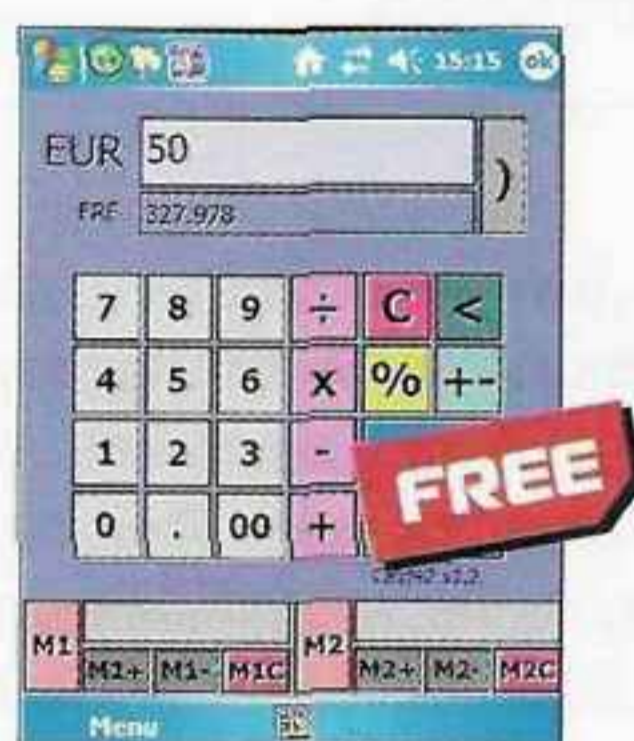 15:15 ok
EUR 50
FRF 327.978
)
7 8 9 ÷ C <
4 5 6 x % +-
1 2 3 -
0 . 00 +
FREE
M1 M2
M1+ M1- M1C M2+ M2- M2C
Menu